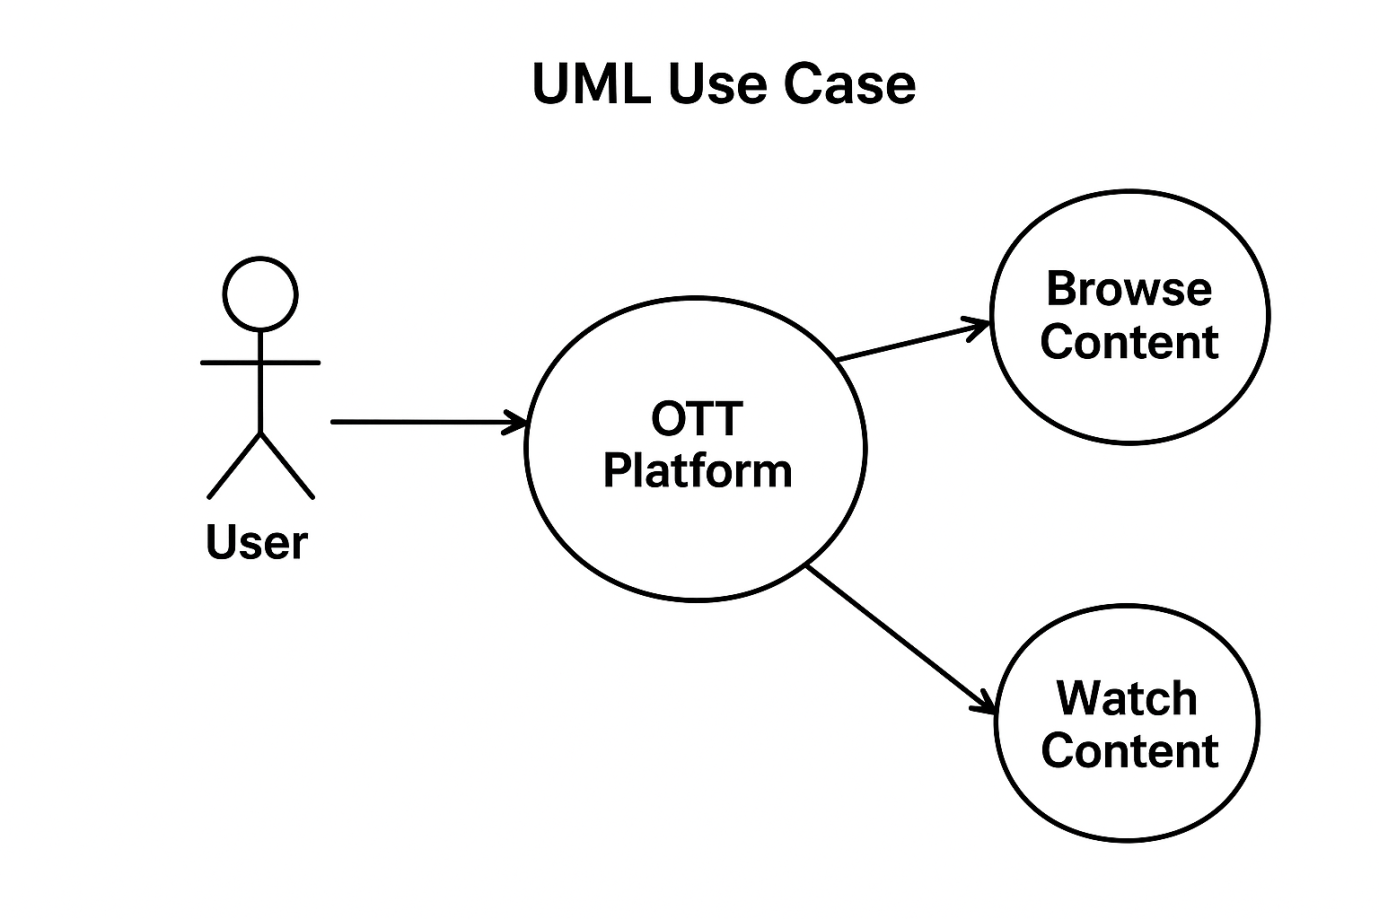 UML Use Case
User
OTT
Platform
Browse
Content
Watch
Content